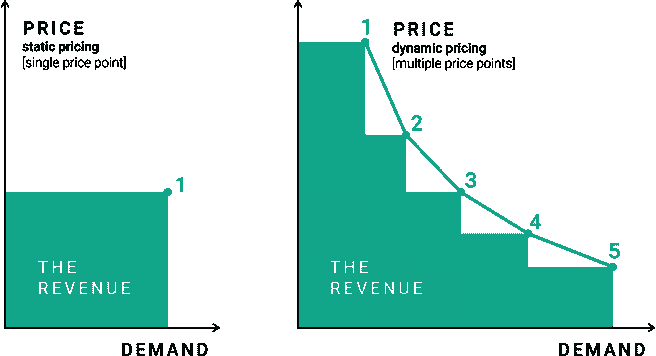 PRICE
static pricing
[single price point]
1
THE
REVENUE
DEMAND
1
PRICE
dynamic pricing
[multiple price points]
2
3
4
5
THE
REVENUE
DEMAND